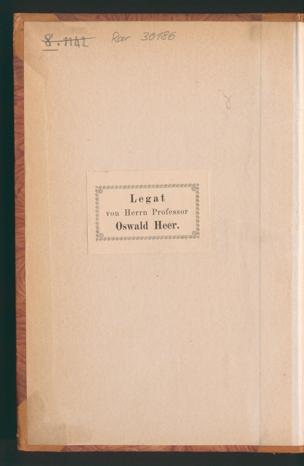 Rar 30186
Legat
von Herrn Professor
Oswald Heer.